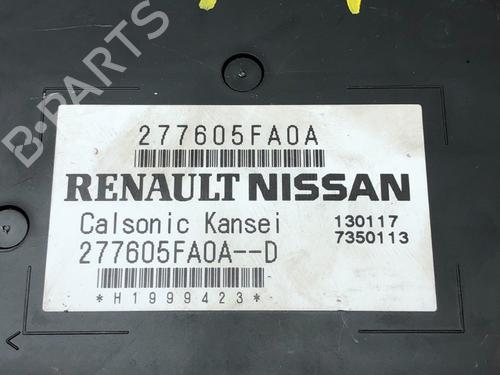 B-PARTS
277605FA0A
RENAULT NISSAN
Calsonic Kansei
130117
7350113
277605FA0A--D
*H1999423*